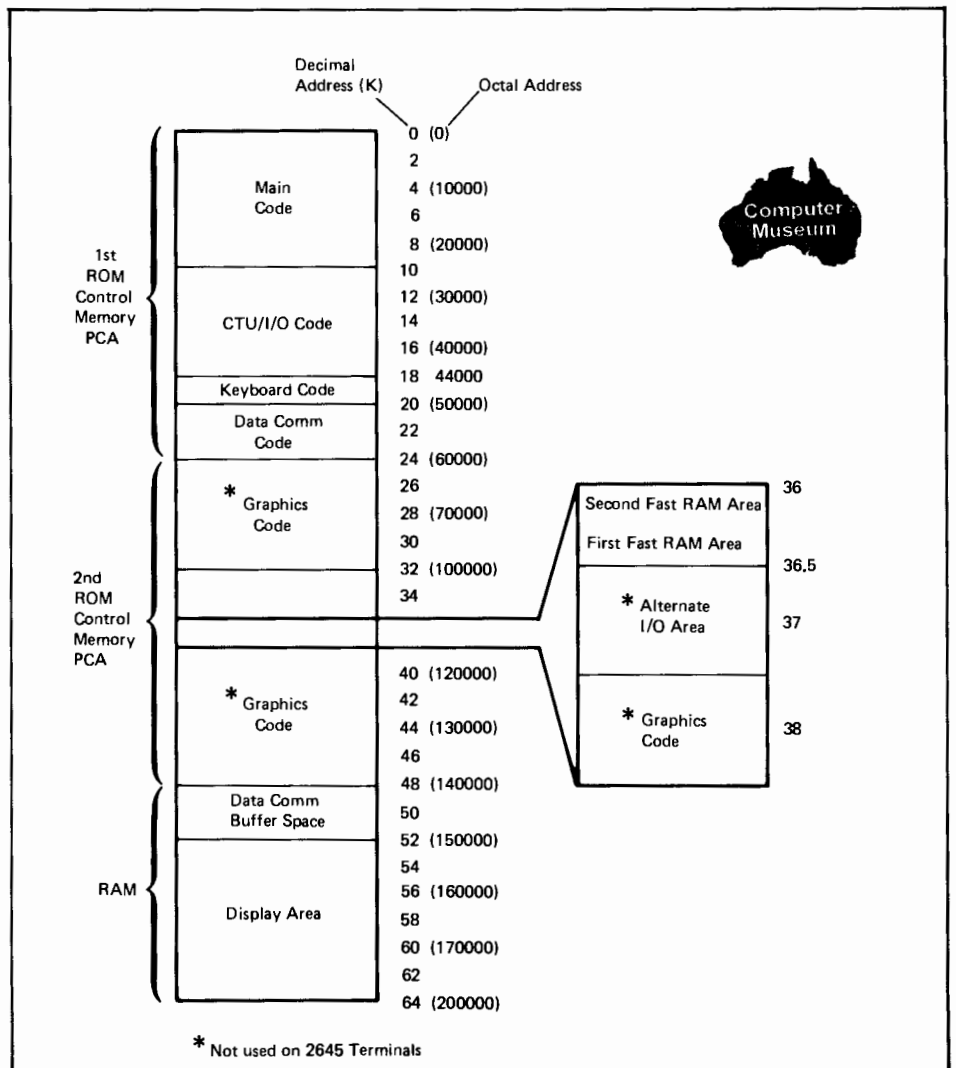 Decimal
Address (K)
Octal Address
0 (0)
2
4 (10000)
6
8 (20000)
10
12 (30000)
14
16 (40000)
18 44000
20 (50000)
22
24 (60000)
26
28 (70000)
30
32 (100000)
34
40 (120000)
42
44 (130000)
46
48 (140000)
50
52 (150000)
54
56 (160000)
58
60 (170000)
62
64 (200000)
1st
ROM
Control
Memory
PCA
Main
Code
CTU/I/O Code
Keyboard Code
Data Comm
Code
2nd
ROM
Control
Memory
PCA
* Graphics
Code
* Graphics
Code
RAM
Data Comm
Buffer Space
Display Area
Computer
Museum
Second Fast RAM Area
First Fast RAM Area
* Alternate
I/O Area
* Graphics
Code
36
36.5
37
38
* Not used on 2645 Terminals